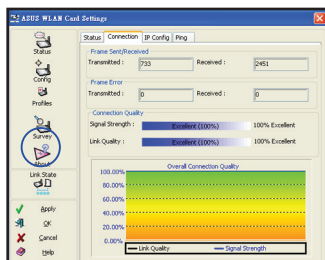 ASUS WLAN Card Settings
Status
Config
Profiles
Survey
About
Link State
Apply
OK
Cancel
Help
Status Connection IP Config Ping
Frame Sent/Received
Transmitted : 733 Received : 2451
Frame Error
Transmitted : 0 Received : 0
Connection Quality
Signal Strength : Excellent (100%) 100% Excellent
Link Quality : Excellent (100%) 100% Excellent
Overall Connection Quality
100.00%
80.00%
60.00%
40.00%
20.00%
0.00%
Link Quality Signal Strength